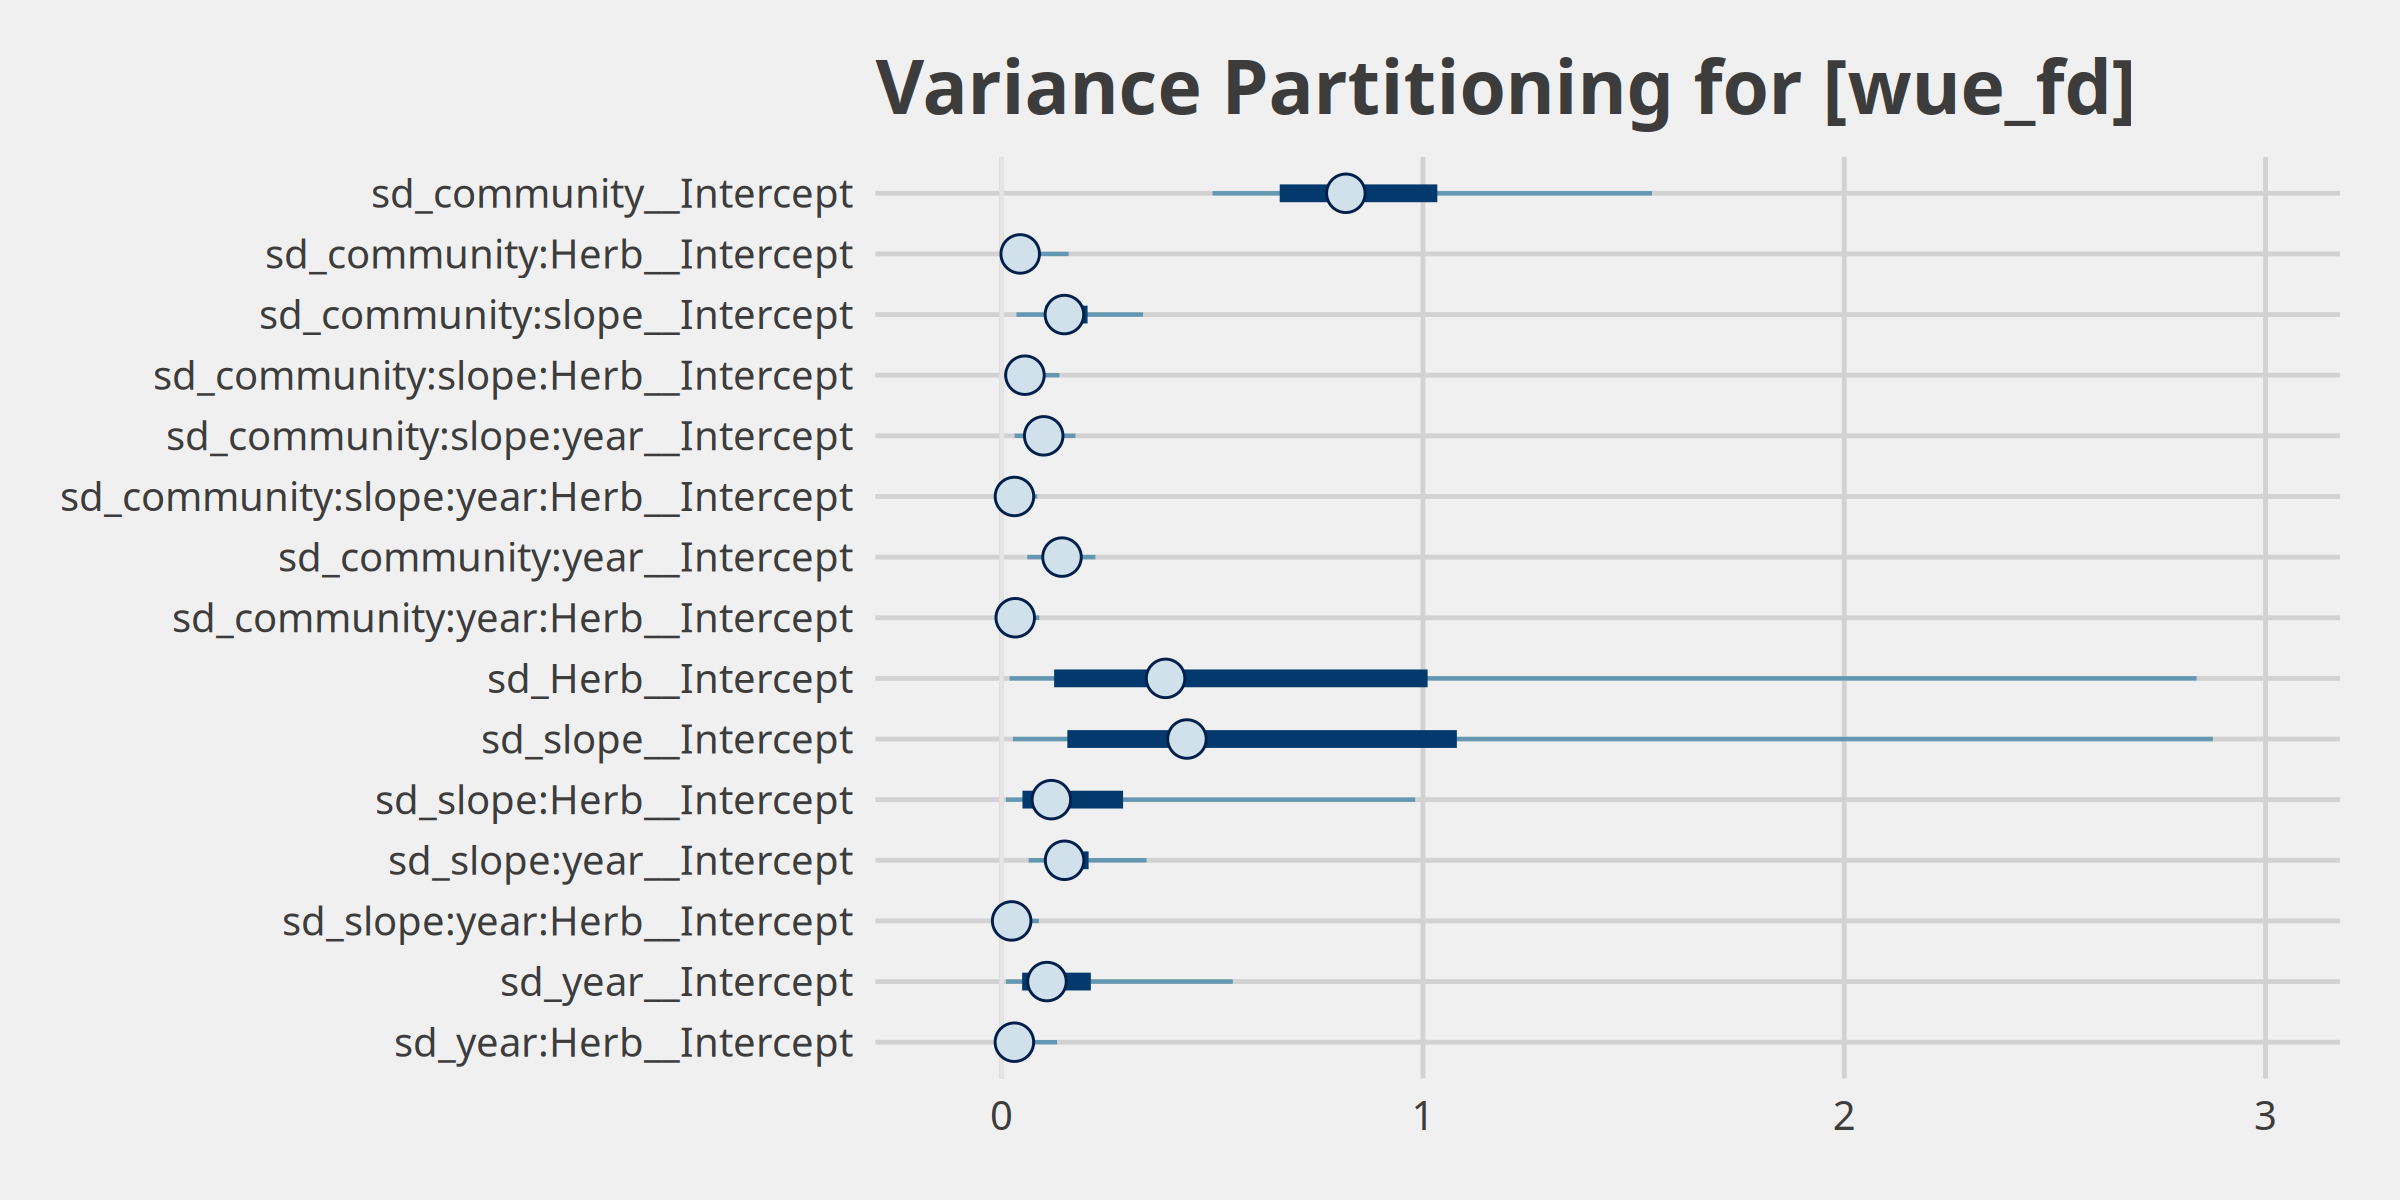 Variance Partitioning for [wue_fd]
sd_community__Intercept
sd_community:Herb__Intercept
sd_community:slope__Intercept
sd_community:slope:Herb__Intercept
sd_community:slope:year__Intercept
sd_community:slope:year:Herb__Intercept
sd_community:year__Intercept
sd_community:year:Herb__Intercept
sd_Herb__Intercept
sd_slope__Intercept
sd_slope:Herb__Intercept
sd_slope:year__Intercept
sd_slope:year:Herb__Intercept
sd_year__Intercept
sd_year:Herb__Intercept
0 1 2 3